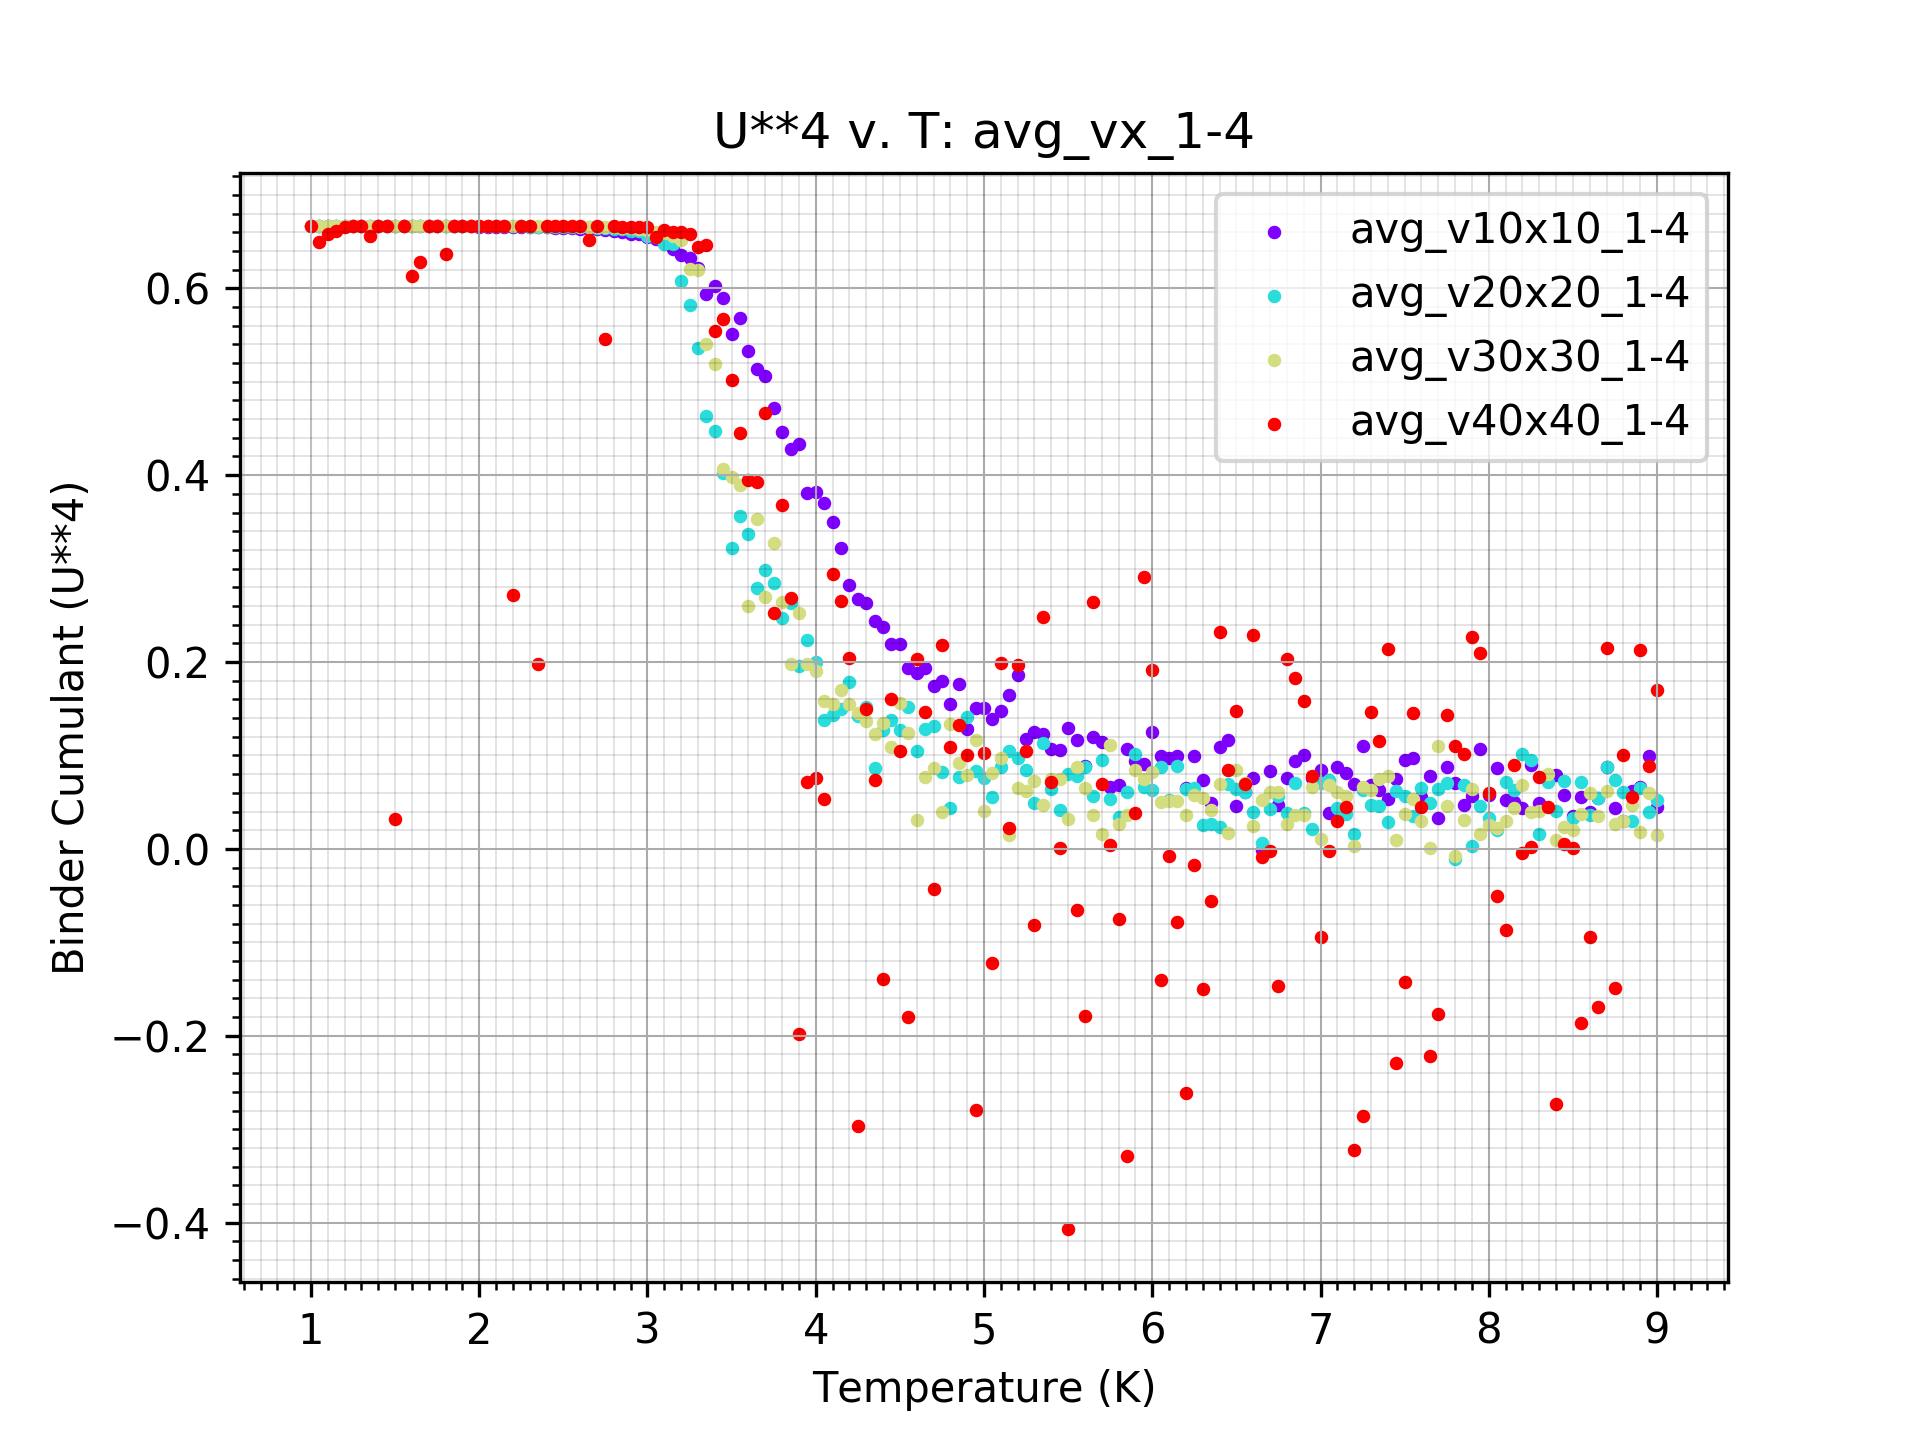 U**4 v. T: avg_vx_1-4
avg_v10x10_1-4
avg_v20x20_1-4
avg_v30x30_1-4
avg_v40x40_1-4
Binder Cumulant (U**4)
0.6
0.4
0.2
0.0
−0.2
−0.4
1 2 3 4 5 6 7 8 9
Temperature (K)